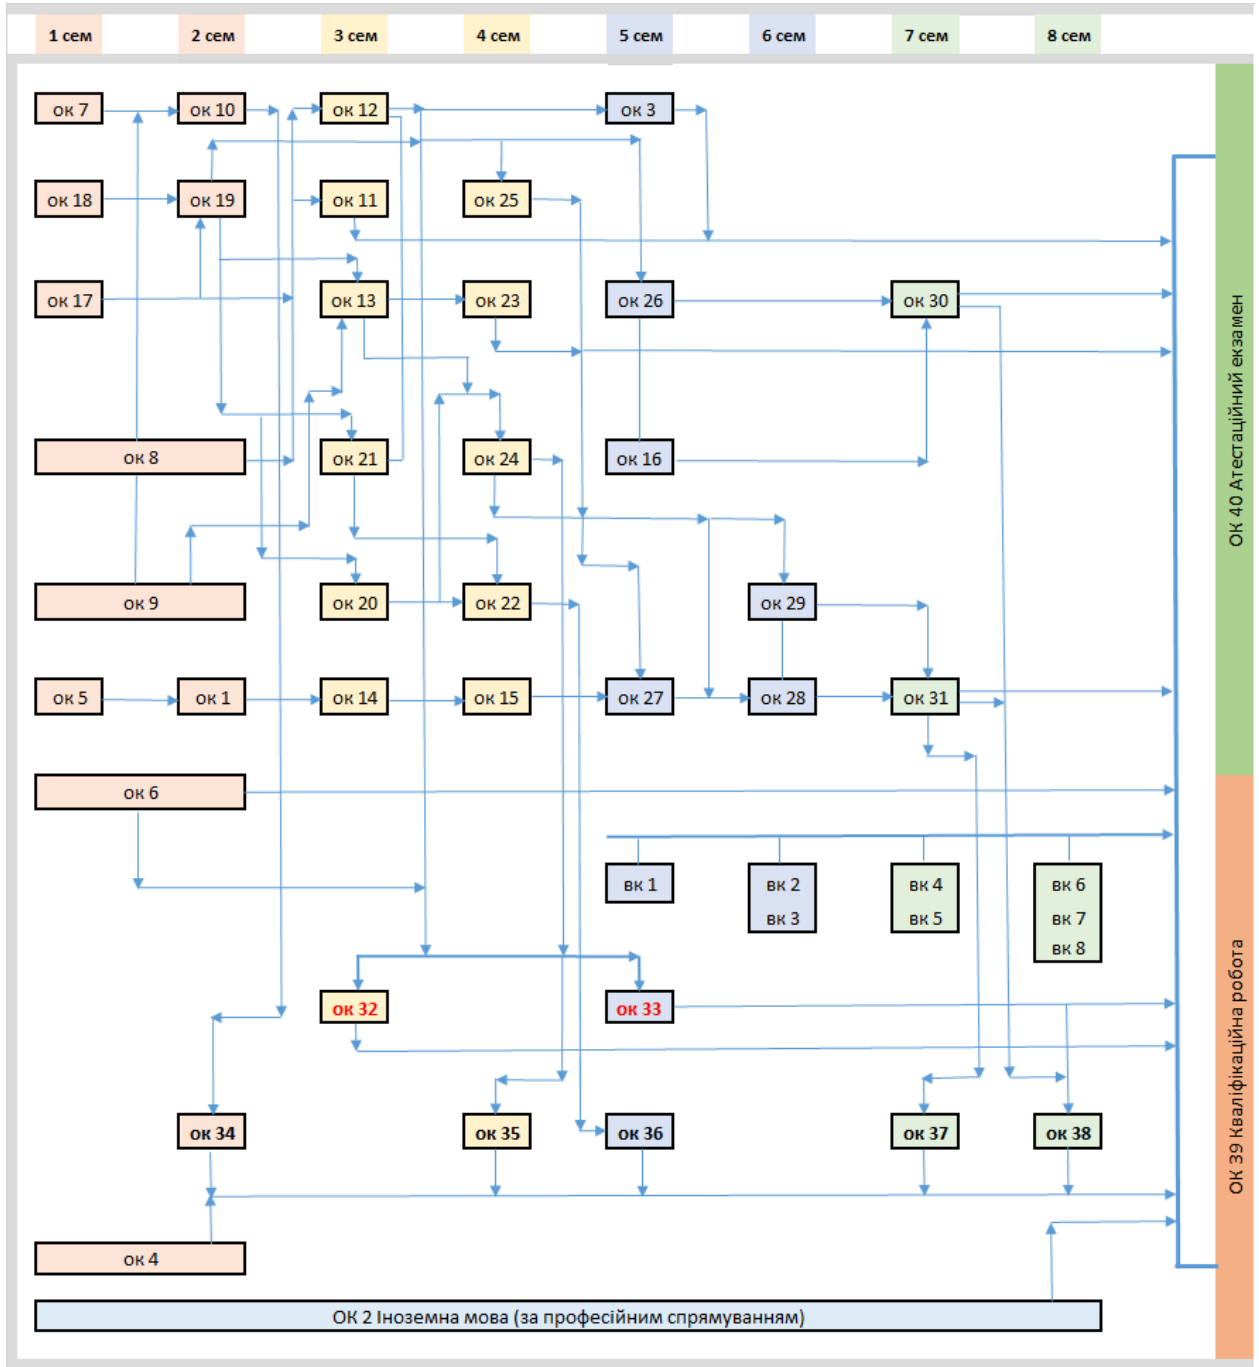 1 сем 2 сем 3 сем 4 сем 5 сем 6 сем 7 сем 8 сем
ок 7 ок 10 ок 12 ок 3
ок 18 ок 19 ок 11 ок 25
ок 17 ок 13 ок 23 ок 26 ок 30
ок 8 ок 21 ок 24 ок 16
ок 9 ок 20 ок 22 ок 29
ок 5 ок 1 ок 14 ок 15 ок 27 ок 28 ок 31
ок 6
вк 1 вк 2 вк 4 вк 6
вк 3 вк 5 вк 7
вк 8
ок 32 ок 33
ок 34 ок 35 ок 36 ок 37 ок 38
ок 4
ОК 2 Іноземна мова (за професійним спрямуванням)
ОК 40 Атестаційний екзамен
ОК 39 Кваліфікаційна робота